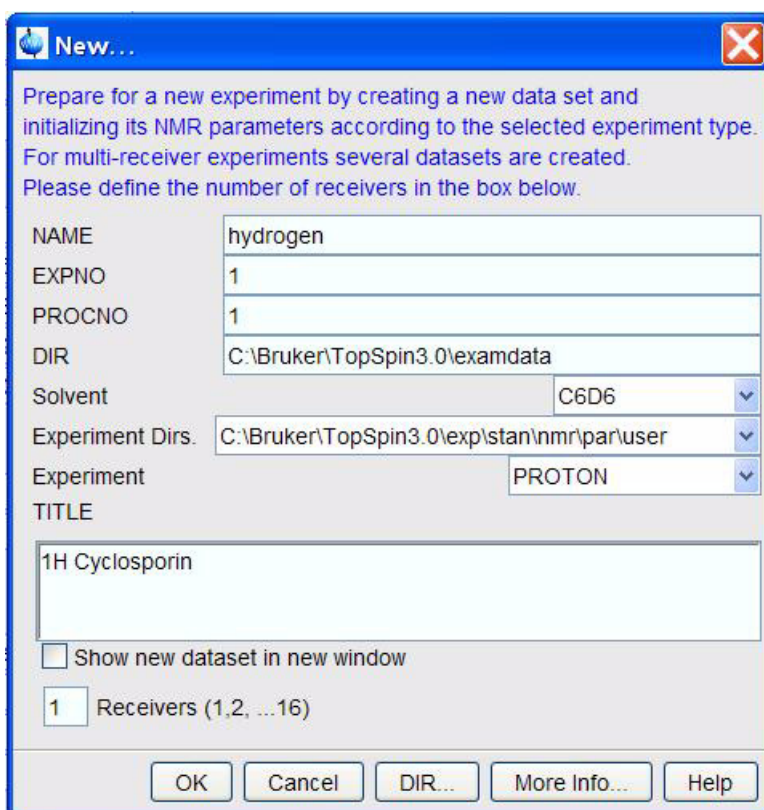 New...
Prepare for a new experiment by creating a new data set and
initializing its NMR parameters according to the selected experiment type.
For multi-receiver experiments several datasets are created.
Please define the number of receivers in the box below.
NAME hydrogen
EXPNO 1
PROCNO 1
DIR C:\Bruker\TopSpin3.0\examdata
Solvent C6D6
Experiment Dirs. C:\Bruker\TopSpin3.0\exp\stan\nmr\par\user
Experiment PROTON
TITLE
1H Cyclosporin
Show new dataset in new window
1 Receivers (1,2, ...16)
OK Cancel DIR... More Info... Help